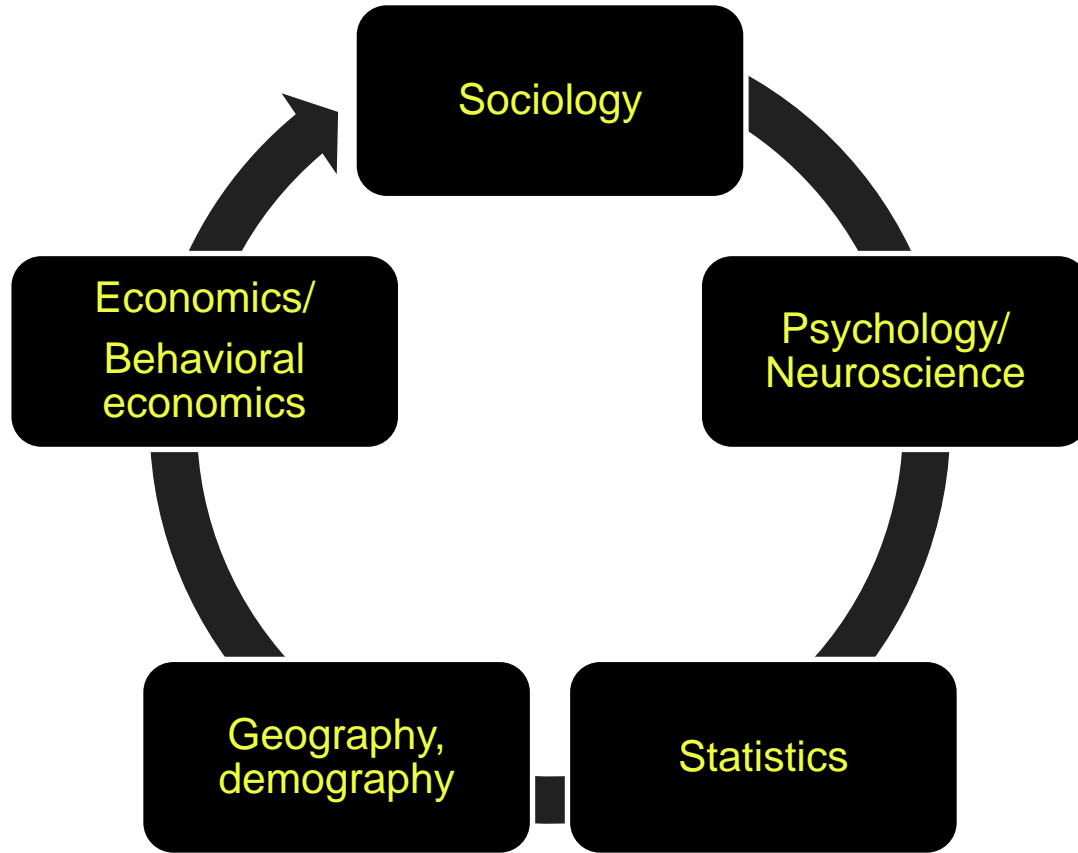 Sociology
Psychology/
Neuroscience
Statistics
Geography,
demography
Economics/
Behavioral
economics